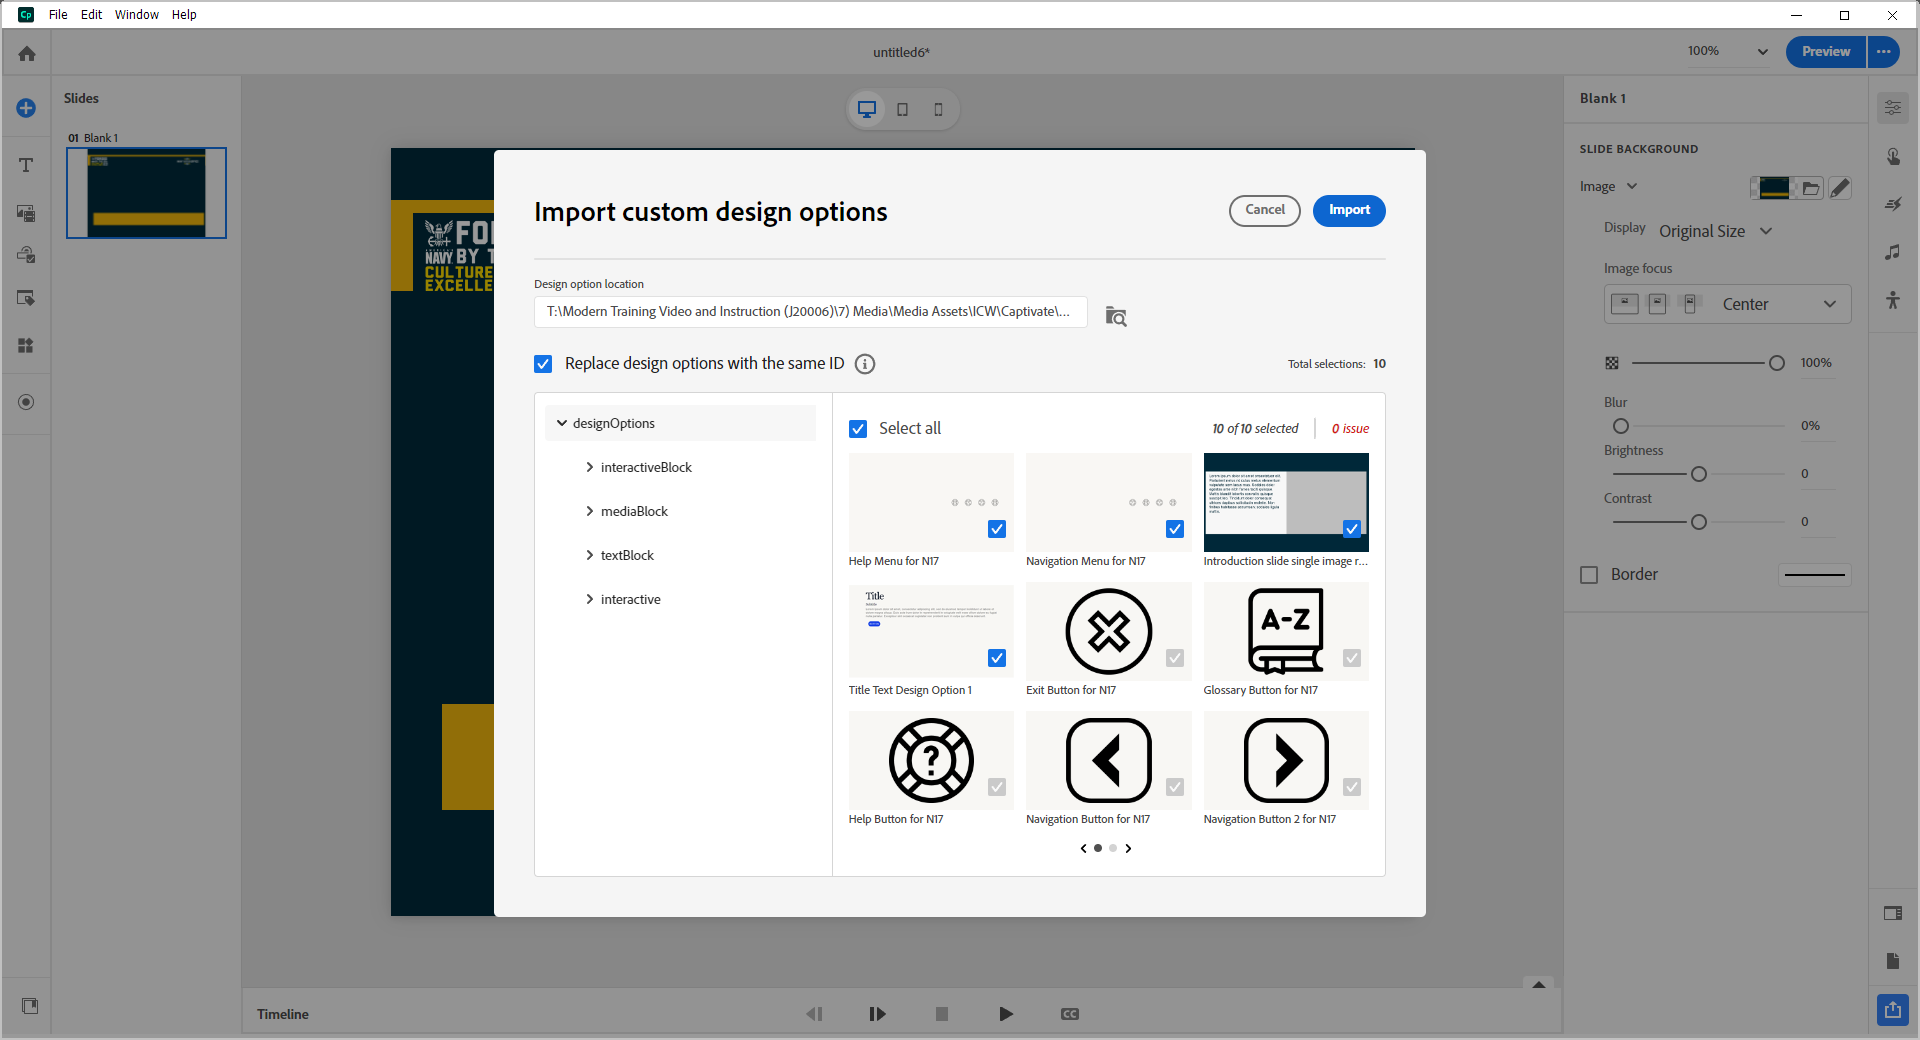 Cp File Edit Window Help
untitled6*
100%
Preview
Slides
01 Blank 1
Blank 1
SLIDE BACKGROUND
Image
Display Original Size
Image focus
Center
100%
Blur
0%
Brightness
0
Contrast
0
Border
FO
NAVY BY T
CULTURE
EXCELLE
Import custom design options
Cancel
Import
Design option location
T:\Modern Training Video and Instruction (J20006)\7) Media\Media Assets\ICW\Captivate\...
Replace design options with the same ID
Total selections: 10
designOptions
interactiveBlock
mediaBlock
textBlock
interactive
Select all
10 of 10 selected
0 issue
Help Menu for N17
Navigation Menu for N17
Introduction slide single image r...
Title
Title Text Design Option 1
Exit Button for N17
A-Z
Glossary Button for N17
?
Help Button for N17
Navigation Button for N17
Navigation Button 2 for N17
Timeline
CC